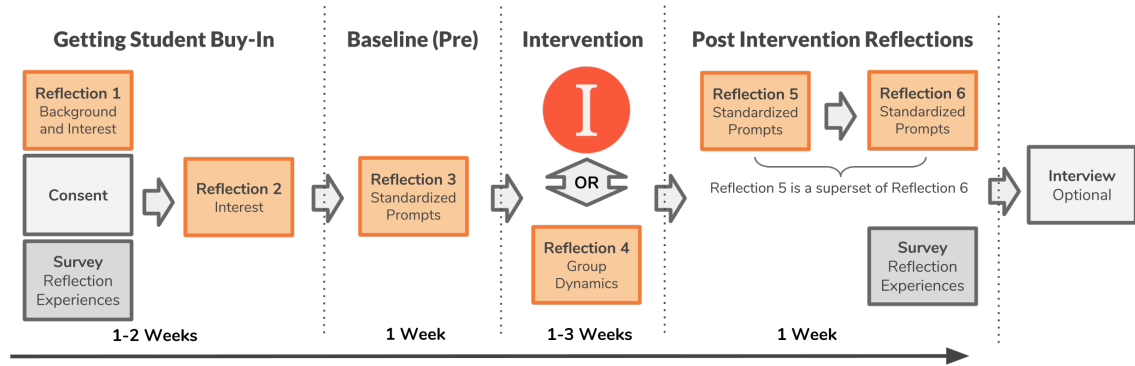 Getting Student Buy-In
Baseline (Pre)
Intervention
Post Intervention Reflections
Reflection 1
Background
and Interest
Consent
Survey
Reflection
Experiences
Reflection 2
Interest
Reflection 3
Standardized
Prompts
I
OR
Reflection 4
Group
Dynamics
Reflection 5
Standardized
Prompts
Reflection 6
Standardized
Prompts
Reflection 5 is a superset of Reflection 6
Survey
Reflection
Experiences
Interview
Optional
1-2 Weeks
1 Week
1-3 Weeks
1 Week